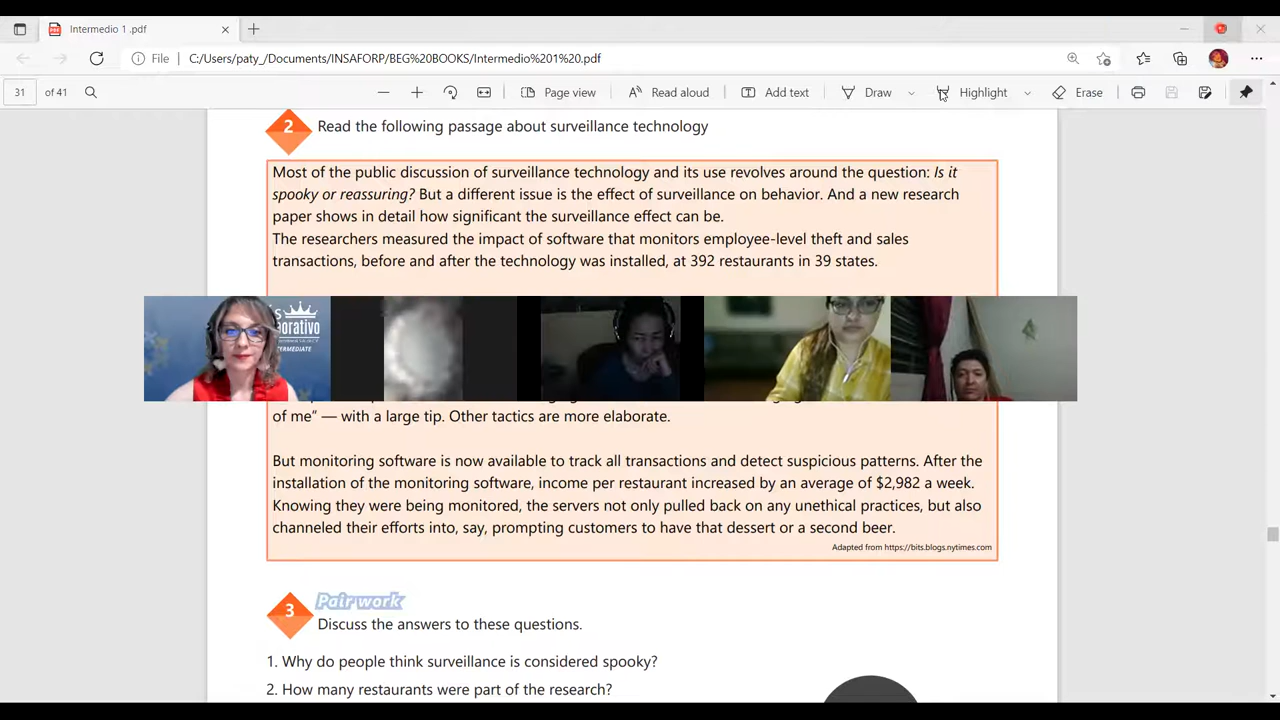 Intermedio 1 .pdf
File
C:/Users/paty_/Documents/INSAFORP/BEG%20BOOKS/Intermedio%201%20.pdf
31 of 41
Page view
Read aloud
Add text
Draw
Highlight
Erase
2 Read the following passage about surveillance technology
Most of the public discussion of surveillance technology and its use revolves around the question: Is it
spooky or reassuring? But a different issue is the effect of surveillance on behavior. And a new research
paper shows in detail how significant the surveillance effect can be.
The researchers measured the impact of software that monitors employee-level theft and sales
transactions, before and after the technology was installed, at 392 restaurants in 39 states.
of me“ — with a large tip. Other tactics are more elaborate.
But monitoring software is now available to track all transactions and detect suspicious patterns. After the
installation of the monitoring software, income per restaurant increased by an average of $2,982 a week.
Knowing they were being monitored, the servers not only pulled back on any unethical practices, but also
channeled their efforts into, say, prompting customers to have that dessert or a second beer.
Adapted from https://bits.blogs.nytimes.com
3 Pair work
Discuss the answers to these questions.
1. Why do people think surveillance is considered spooky?
2. How many restaurants were part of the research?